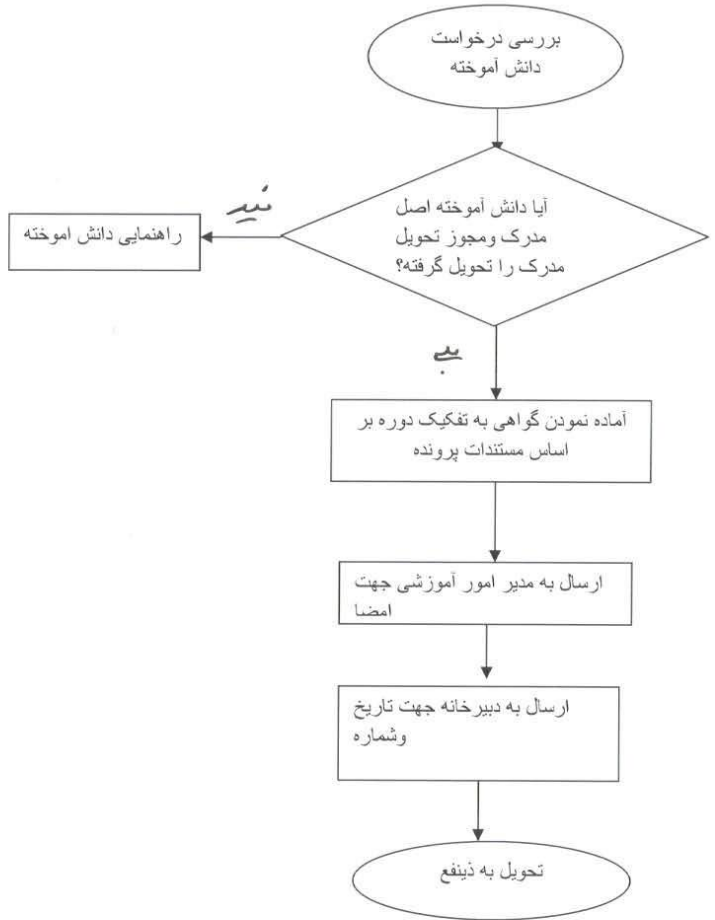 بررسی درخواست
دانش آموخته
آیا دانش آموخته اصل
مدرک ومجوز تحویل
مدرک را تحویل گرفته؟
خیر
راهنمایی دانش اموخته
بلی
آماده نمودن گواهی به تفکیک دوره بر
اساس مستندات پرونده
ارسال به مدیر امور آموزشی جهت
امضا
ارسال به دبیرخانه جهت تاریخ
وشماره
تحویل به ذینفع